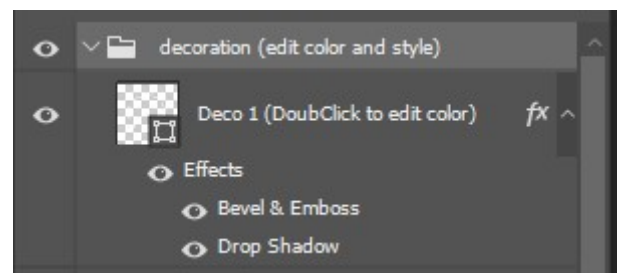 decoration (edit color and style)
Deco 1 (DoubClick to edit color) fx
Effects
Bevel & Emboss
Drop Shadow